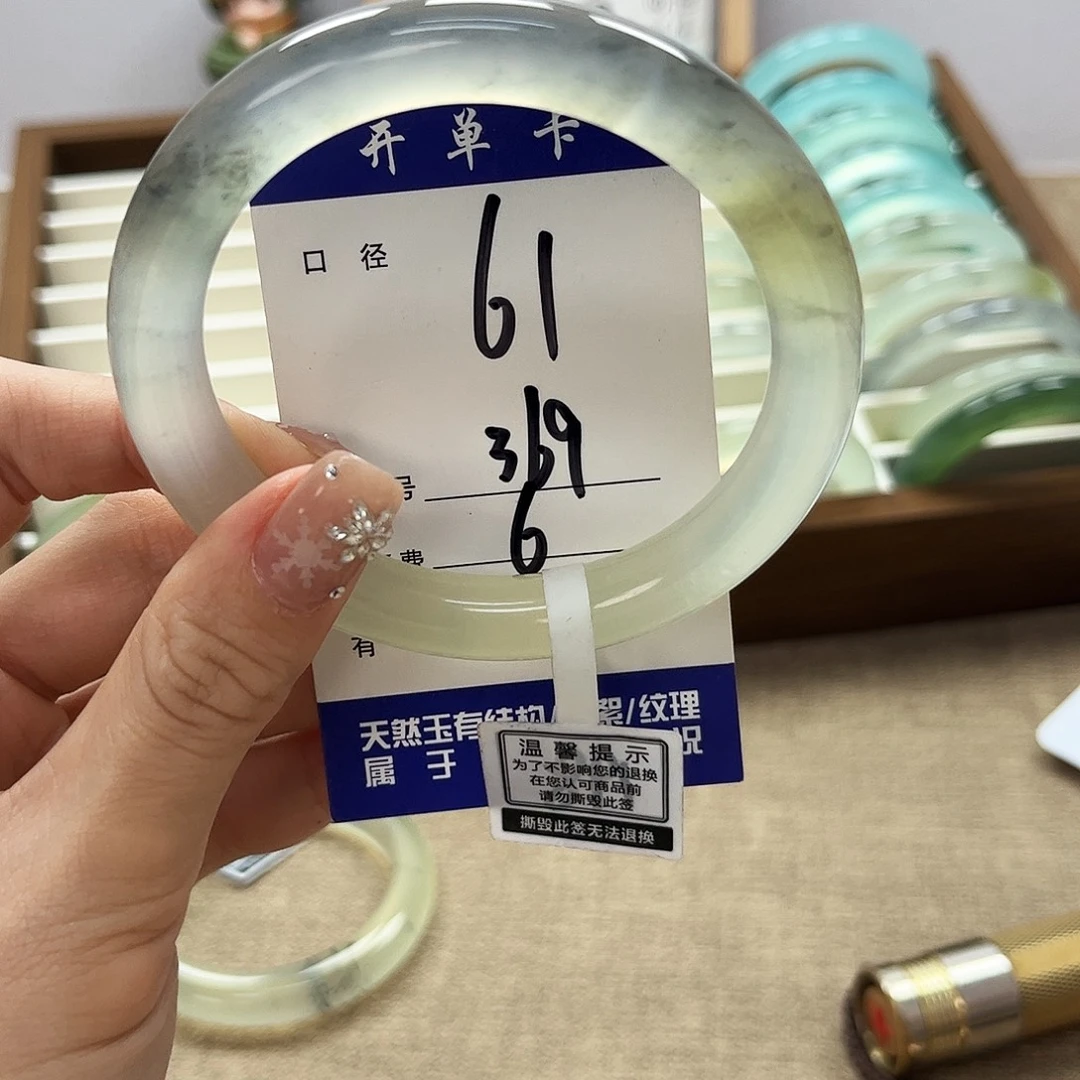 开单卡
口径 61
号 369
费 6
有
天然玉有结构/ 絮/纹理
属于 况
温馨提示
为了不影响您的退换
在您认可商品前
请勿撕毁此签
撕毁此签无法退换